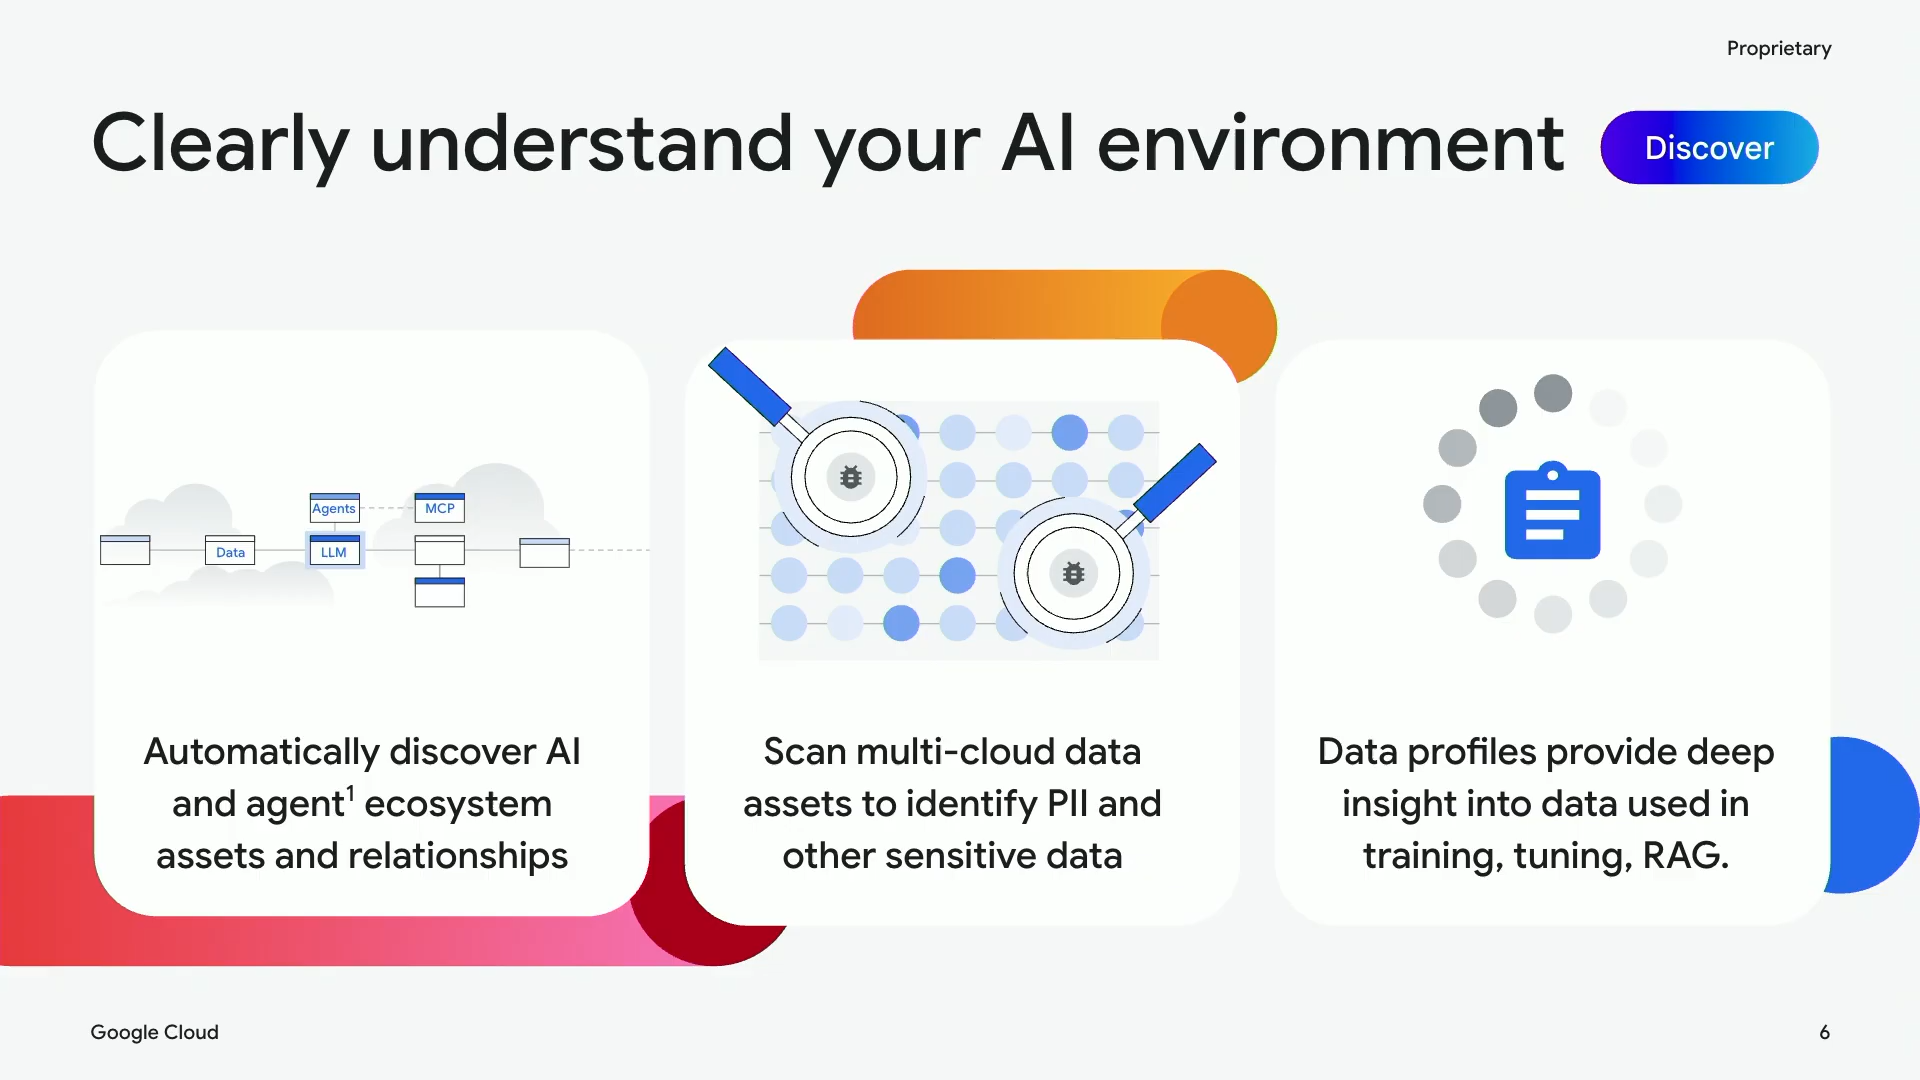 Proprietary
Clearly understand your AI environment
Discover
Agents
MCP
Data
LLM
Automatically discover AI
and agent¹ ecosystem
assets and relationships
Scan multi-cloud data
assets to identify PII and
other sensitive data
Data profiles provide deep
insight into data used in
training, tuning, RAG.
Google Cloud
6